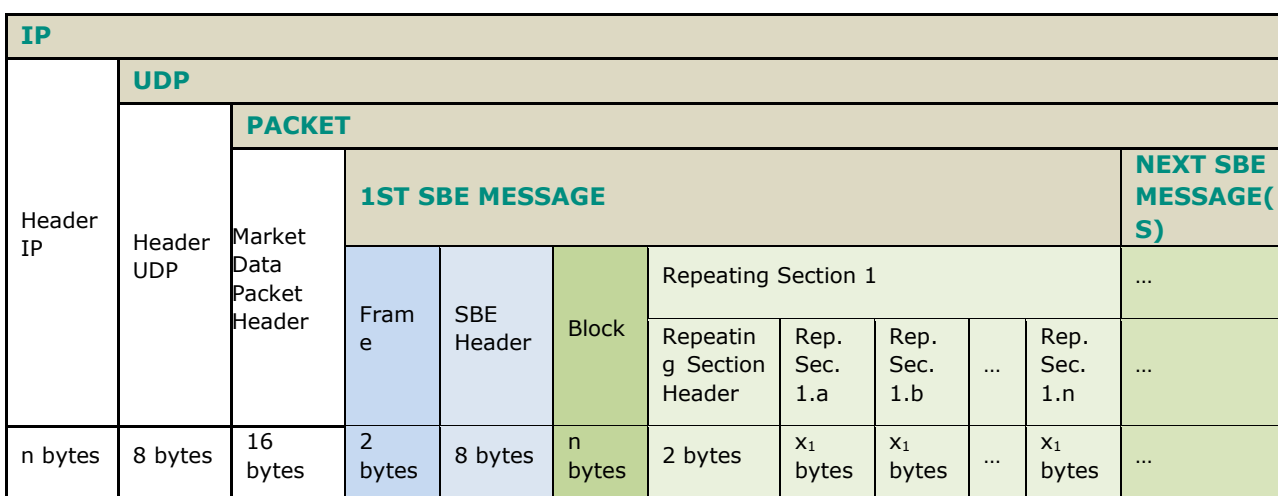 IP
UDP
PACKET
Header
IP
Header
UDP
Market
Data
Packet
Header
1ST SBE MESSAGE
NEXT SBE
MESSAGE(
S)
Fram
e
SBE
Header
Block
Repeating Section 1
…
Repeatin
g Section
Header
Rep.
Sec.
1.a
Rep.
Sec.
1.b
…
Rep.
Sec.
1.n
…
n bytes
8 bytes
16
bytes
2
bytes
8 bytes
n
bytes
2 bytes
x₁
bytes
x₁
bytes
…
x₁
bytes
…